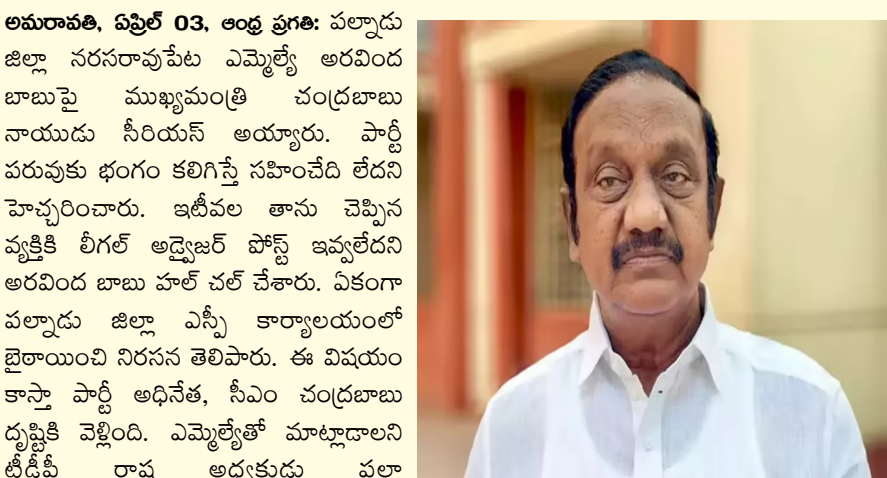 అమరావతి, ఏప్రిల్ 03, ఆంధ్ర ప్రగతి: పల్నాడు
జిల్లా నరసరావుపేట ఎమ్మెల్యే అరవింద
బాబుపై ముఖ్యమంత్రి చంద్రబాబు
నాయుడు సీరియస్ అయ్యారు. పార్టీ
పరువుకు భంగం కలిగిస్తే సహించేది లేదని
హెచ్చరించారు. ఇటీవల తాను చెప్పిన
వ్యక్తికి లీగల్ అడ్వైజర్ పోస్ట్ ఇవ్వలేదని
అరవింద బాబు హల్ చల్ చేశారు. ఏకంగా
పల్నాడు జిల్లా ఎస్పీ కార్యాలయంలో
బైఠాయించి నిరసన తెలిపారు. ఈ విషయం
కాస్తా పార్టీ అధినేత, సీఎం చంద్రబాబు
దృష్టికి వెళ్లింది. ఎమ్మెల్యేతో మాట్లాడాలని
టీడీపీ